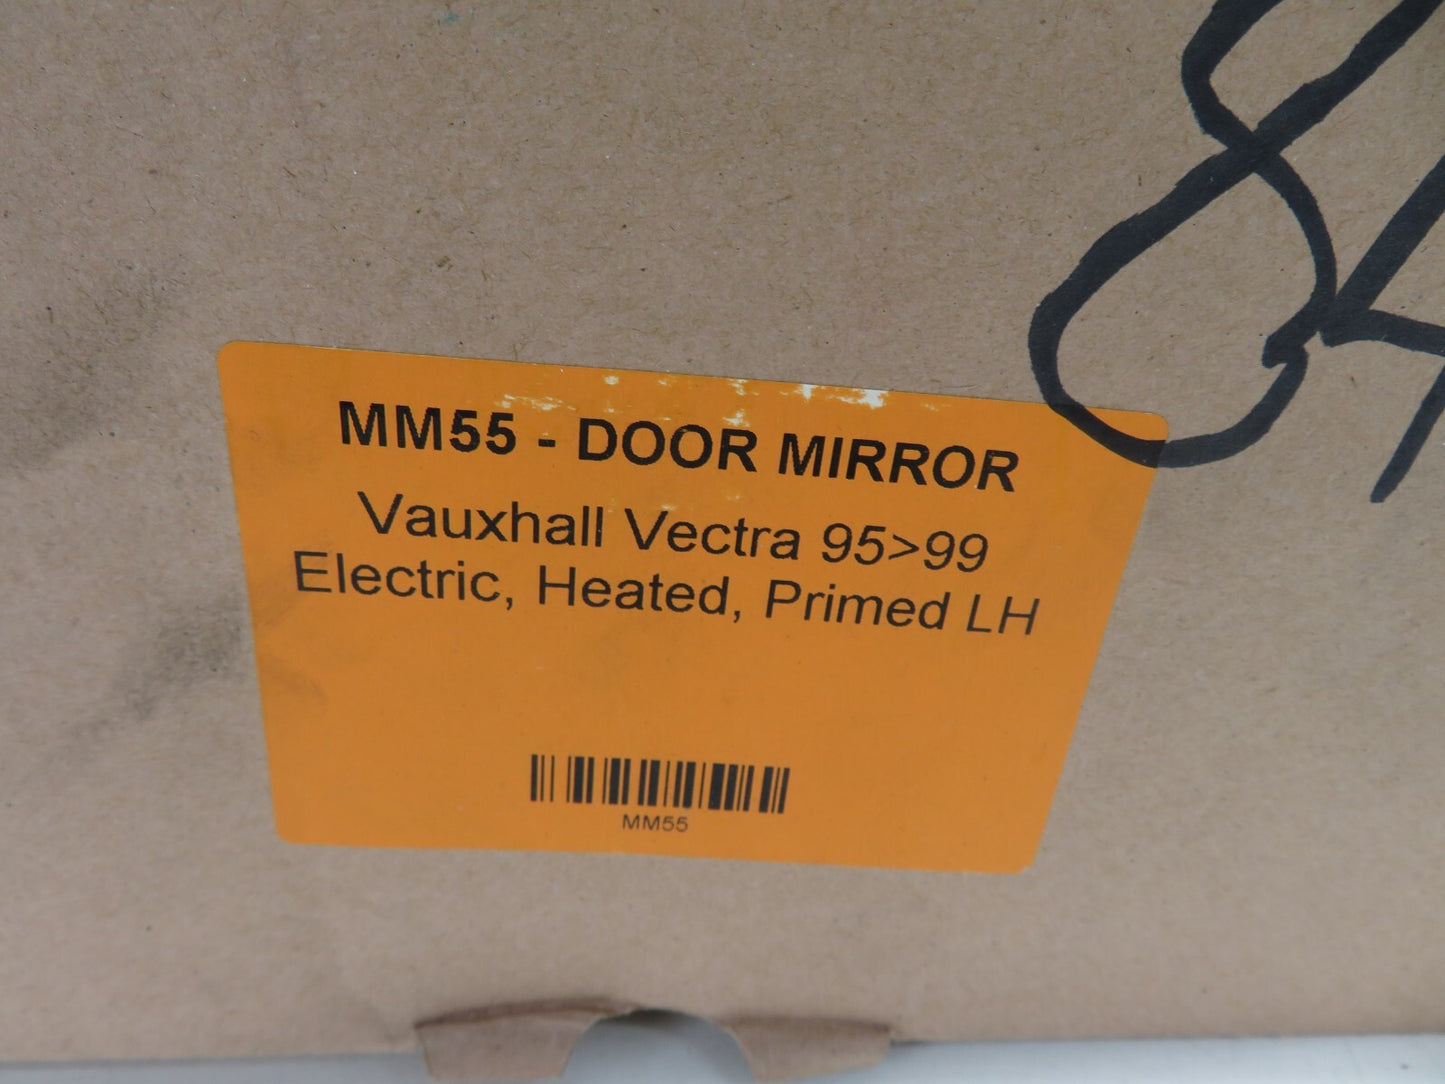 MM55 - DOOR MIRROR
Vauxhall Vectra 95>99
Electric, Heated, Primed LH
MM55